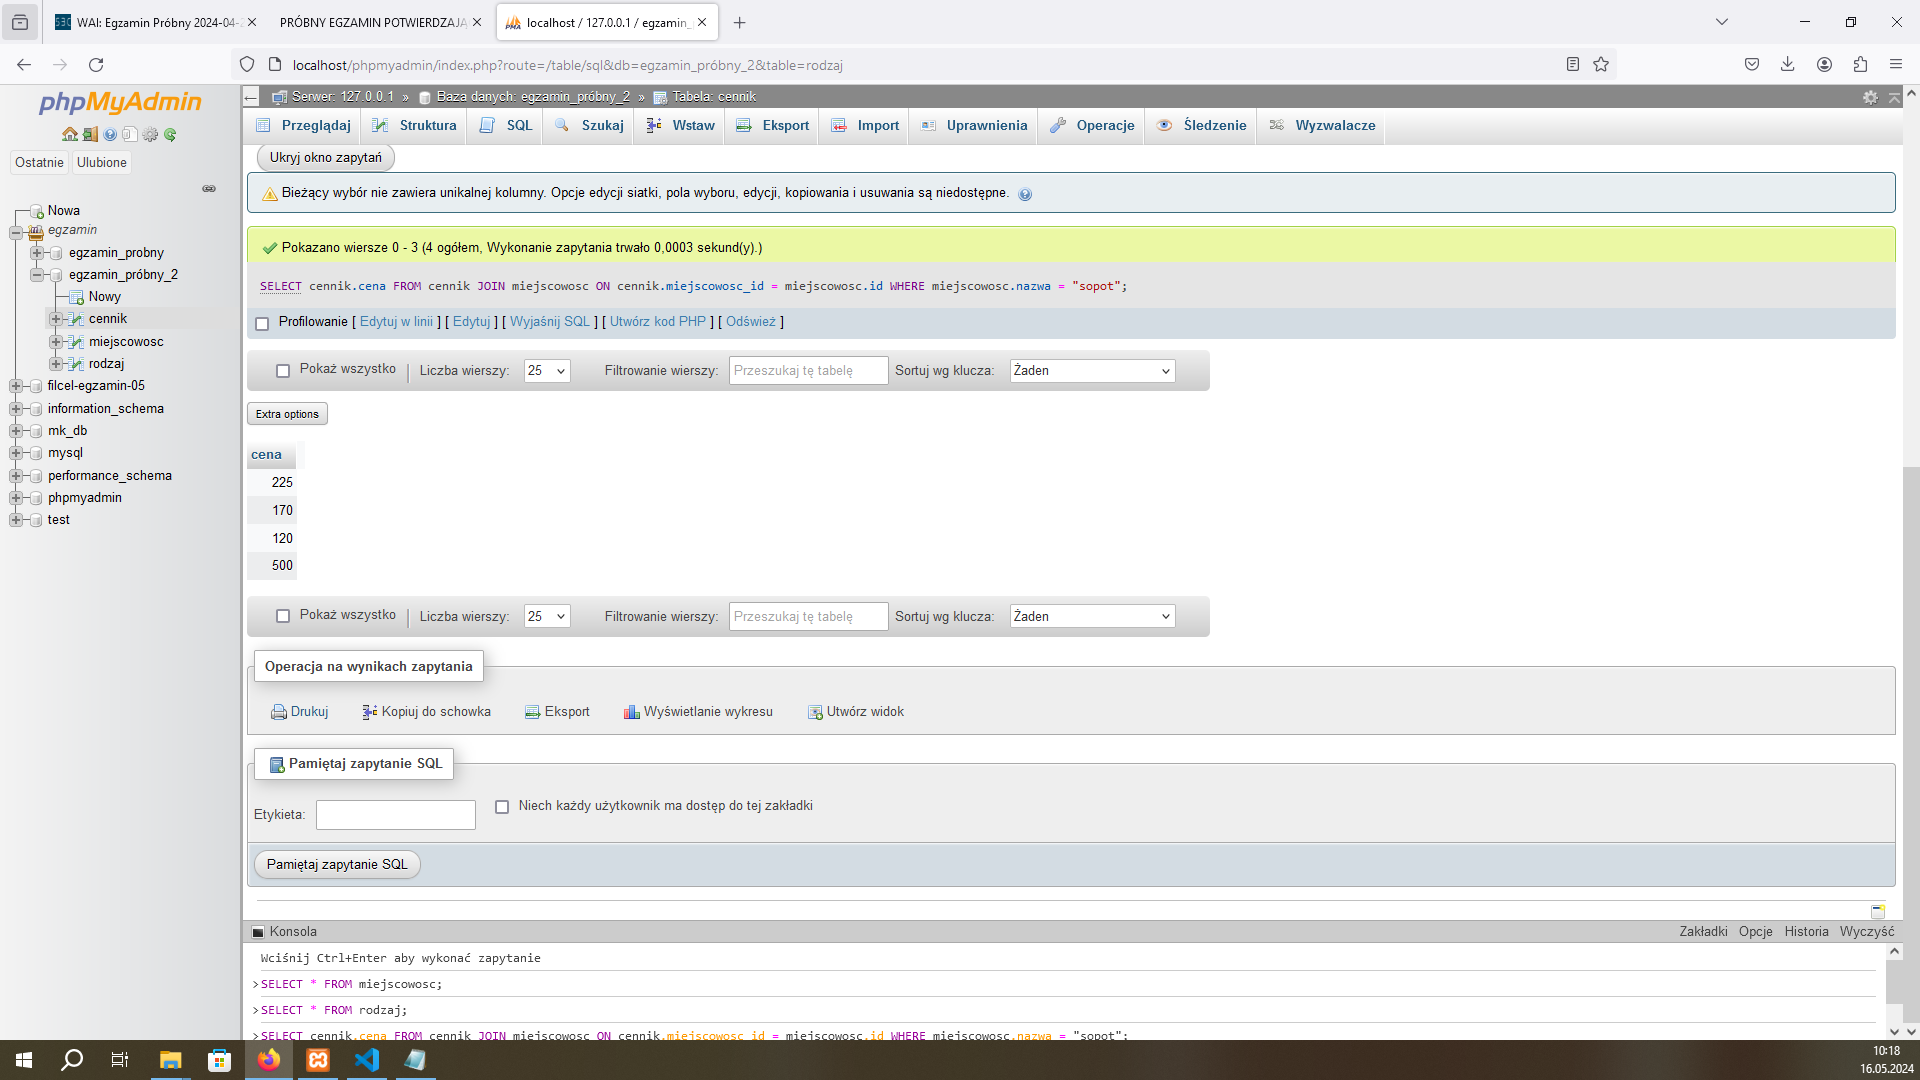 WAI: Egzamin Próbny 2024-04-
PRÓBNY EGZAMIN POTWIERDZAJĄ
localhost / 127.0.0.1 / egzamin_
localhost/phpmyadmin/index.php?route=/table/sql&db=egzamin_próbny_2&table=rodzaj
phpMyAdmin
Ostatnie
Ulubione
Nowa
egzamin
egzamin_probny
egzamin_próbny_2
Nowy
cennik
miejscowosc
rodzaj
filcel-egzamin-05
information_schema
mk_db
mysql
performance_schema
phpmyadmin
test
Serwer: 127.0.0.1 » Baza danych: egzamin_próbny_2 » Tabela: cennik
Przeglądaj Struktura SQL Szukaj Wstaw Eksport Import Uprawnienia Operacje Śledzenie Wyzwalacze
Ukryj okno zapytań
Bieżący wybór nie zawiera unikalnej kolumny. Opcje edycji siatki, pola wyboru, edycji, kopiowania i usuwania są niedostępne.
Pokazano wiersze 0 - 3 (4 ogółem, Wykonanie zapytania trwało 0,0003 sekund(y).)
SELECT cennik.cena FROM cennik JOIN miejscowosc ON cennik.miejscowosc_id = miejscowosc.id WHERE miejscowosc.nazwa = "sopot";
Profilowanie [ Edytuj w linii ] [ Edytuj ] [ Wyjaśnij SQL ] [ Utwórz kod PHP ] [ Odśwież ]
Pokaż wszystko Liczba wierszy: 25 Filtrowanie wierszy: Przeszukaj tę tabelę Sortuj wg klucza: Żaden
Extra options
cena
225
170
120
500
Pokaż wszystko Liczba wierszy: 25 Filtrowanie wierszy: Przeszukaj tę tabelę Sortuj wg klucza: Żaden
Operacja na wynikach zapytania
Drukuj Kopiuj do schowka Eksport Wyświetlanie wykresu Utwórz widok
Pamiętaj zapytanie SQL
Etykieta: Niech każdy użytkownik ma dostęp do tej zakładki
Pamiętaj zapytanie SQL
Konsola Zakładki Opcje Historia Wyczyść
Wciśnij Ctrl+Enter aby wykonać zapytanie
>SELECT * FROM miejscowosc;
>SELECT * FROM rodzaj;
>SELECT cennik.cena FROM cennik JOIN miejscowosc ON cennik.miejscowosc_id = miejscowosc.id WHERE miejscowosc.nazwa = "sopot";
10:18
16.05.2024